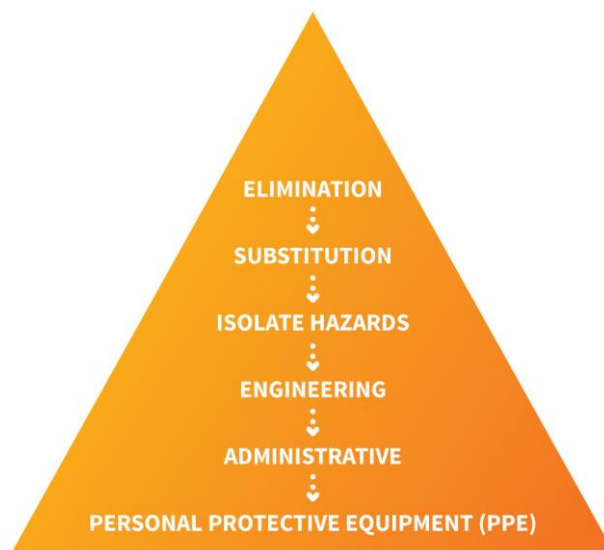 ELIMINATION
SUBSTITUTION
ISOLATE HAZARDS
ENGINEERING
ADMINISTRATIVE
PERSONAL PROTECTIVE EQUIPMENT (PPE)